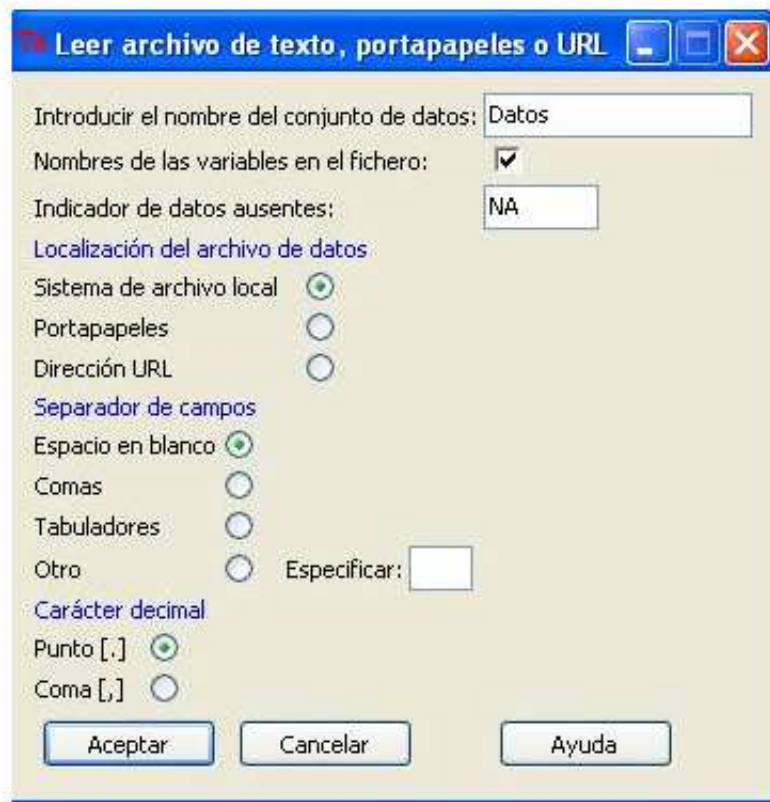 Leer archivo de texto, portapapeles o URL
Introducir el nombre del conjunto de datos: Datos
Nombres de las variables en el fichero:
Indicador de datos ausentes: NA
Localización del archivo de datos
Sistema de archivo local
Portapapeles
Dirección URL
Separador de campos
Espacio en blanco
Comas
Tabuladores
Otro Especificar:
Carácter decimal
Punto [.]
Coma [,]
Aceptar Cancelar Ayuda